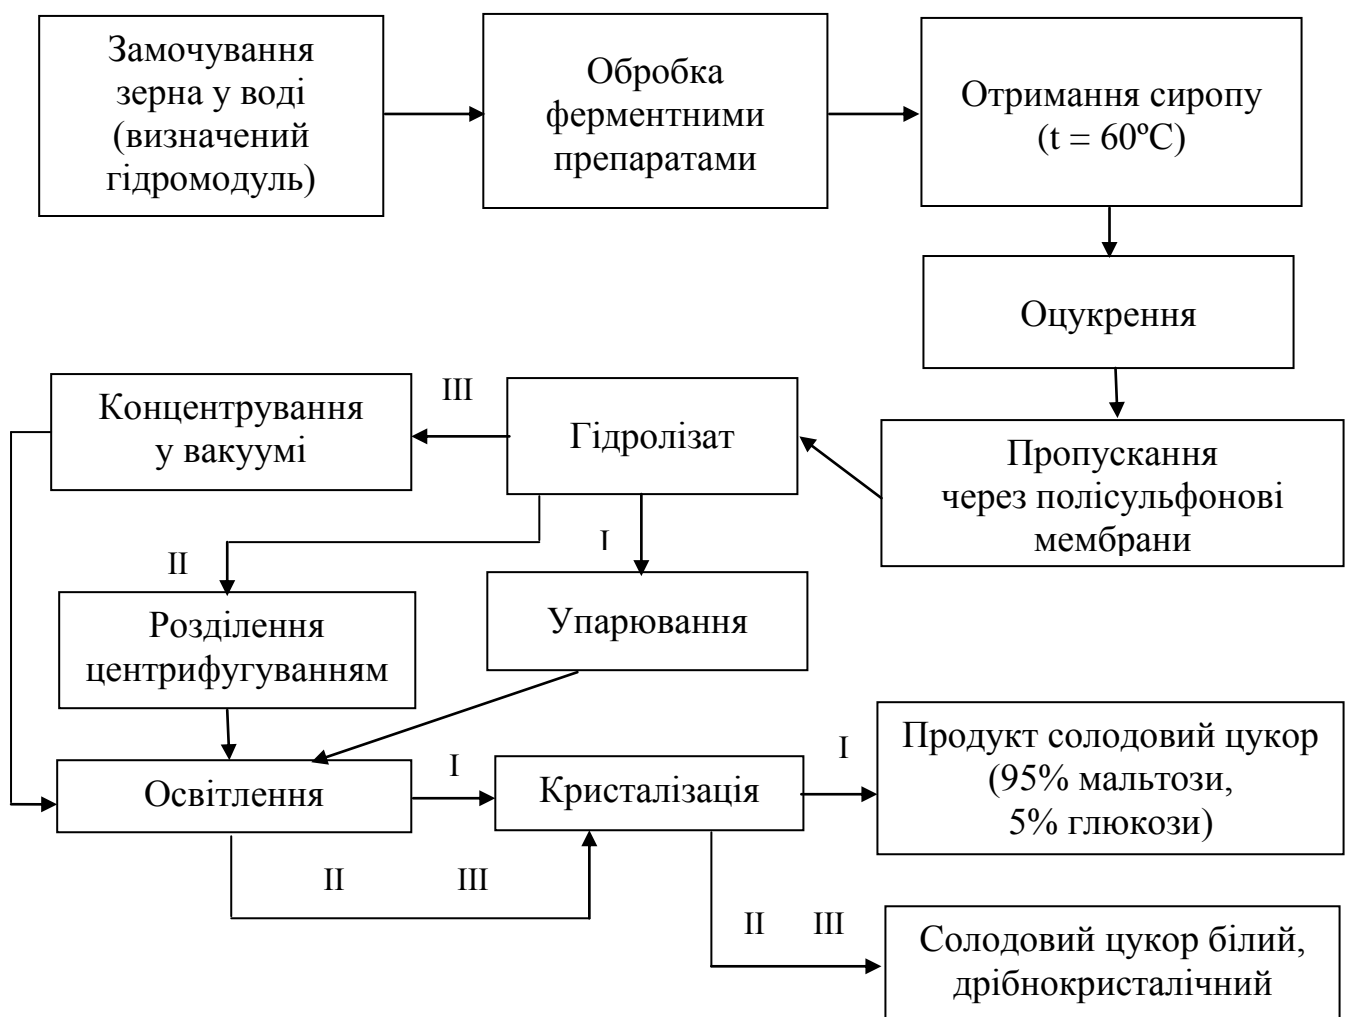 Замочування
зерна у воді
(визначений
гідромодуль)
Обробка
ферментними
препаратами
Отримання сиропу
(t = 60ºС)
Оцукрення
Концентрування
у вакуумі
III
Гідролізат
Пропускання
через полісульфонові
мембрани
II
I
Розділення
центрифугуванням
Упарювання
Освітлення
I
Кристалізація
I
Продукт солодовий цукор
(95% мальтози,
5% глюкози)
II III
II III
Солодовий цукор білий,
дрібнокристалічний